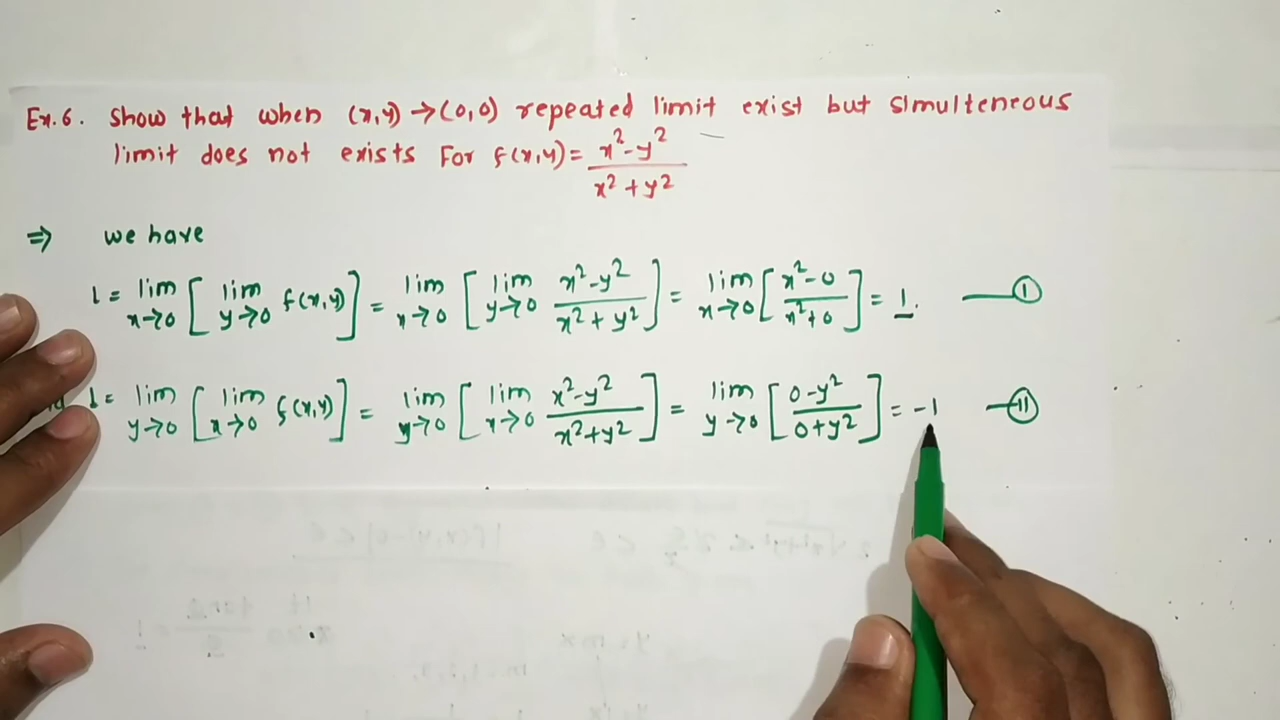 Ex.6. Show that when (x,y) → (0,0) repeated limit exist but simulteneous
limit does not exists For f(x,y) = x² - y² / x² + y²
⇒ we have
l = lim x→0 [ lim y→0 f(x,y) ] = lim x→0 [ lim y→0 x² - y² / x² + y² ] = lim x→0 [ x² - 0 / x² + 0 ] = 1. — (I)
l = lim y→0 [ lim x→0 f(x,y) ] = lim y→0 [ lim x→0 x² - y² / x² + y² ] = lim y→0 [ 0 - y² / 0 + y² ] = -1 — (II)